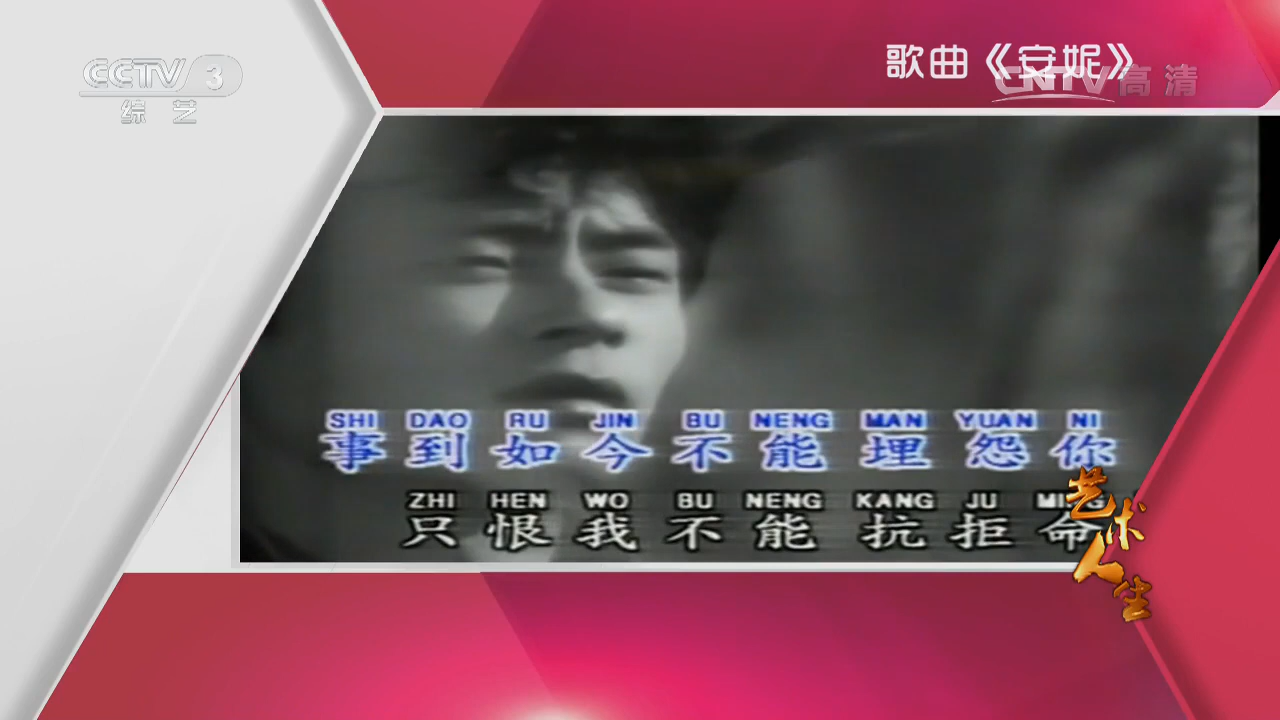 CCTV 3
综艺
歌曲《安妮》
CNTV高清
SHI DAO RU JIN BU NENG MAN YUAN NI
事到如今不能埋怨你
ZHI HEN WO BU NENG KANG JU MING
只恨我不能抗拒命
艺术人生